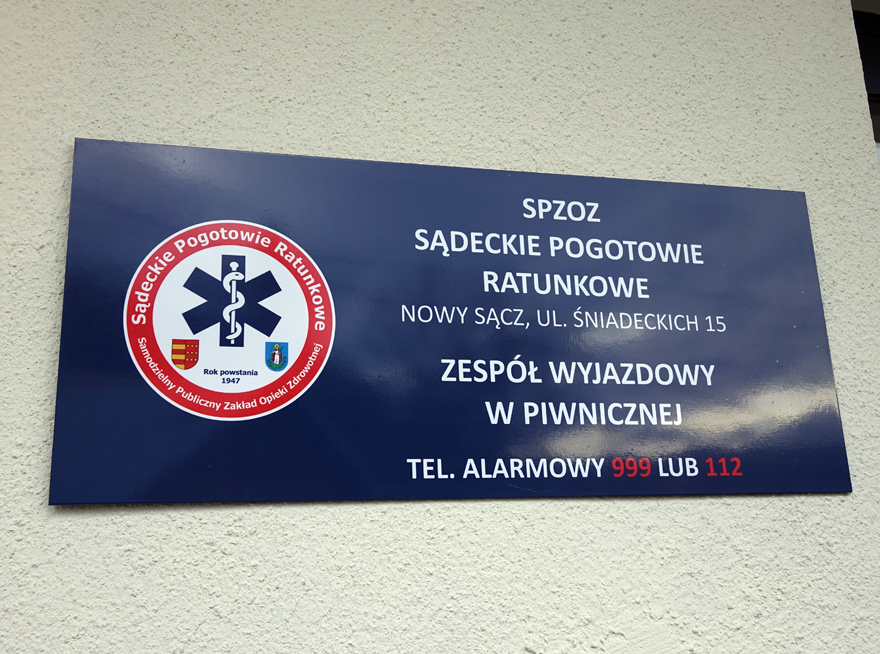 Sądeckie Pogotowie Ratunkowe
Rok powstania
1947
Samodzielny Publiczny Zakład Opieki Zdrowotnej
SPZOZ
SĄDECKIE POGOTOWIE
RATUNKOWE
NOWY SĄCZ, UL. ŚNIADECKICH 15
ZESPÓŁ WYJAZDOWY
W PIWNICZNEJ
TEL. ALARMOWY 999 LUB 112